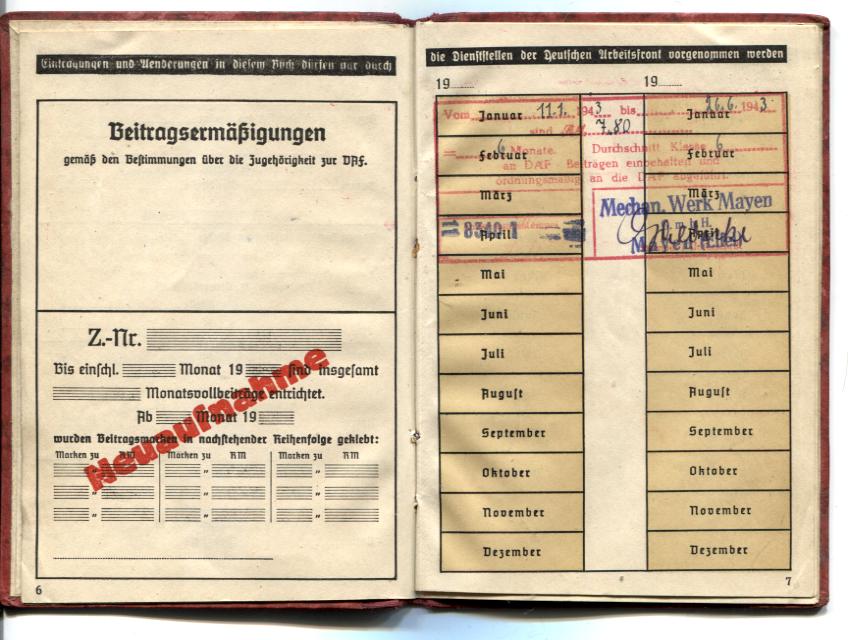 Eintragungen und Aenderungen in diesem Buch dürfen nur durch
Beitragsermäßigungen
gemäß den Bestimmungen über die Zugehörigkeit zur DAF.
Z.-Nr.
Bis einschl. Monat 19 sind insgesamt
Monatsvollbeiträge entrichtet.
Ab Monat 19
wurden Beitragsmarken in nachstehender Reihenfolge geklebt:
Marken zu RM Marken zu RM Marken zu RM
" " "
" " "
" " "
Neuaufnahme
6
die Dienststellen der Deutschen Arbeitsfront vorgenommen werden
19 19
Januar Januar
Februar Februar
März März
April April
Mai Mai
Juni Juni
Juli Juli
August August
September September
Oktober Oktober
November November
Dezember Dezember
Vom 11.1. 1943 bis 26.6. 1943
sind RM. 7.80
= 6 Monate. Durchschnitt Klasse 6
an DAF-Beiträgen einbehalten und
ordnungsmäßig an die DAF abgeführt.
Mechan. Werk Mayen
Mayen (Eifel)
7